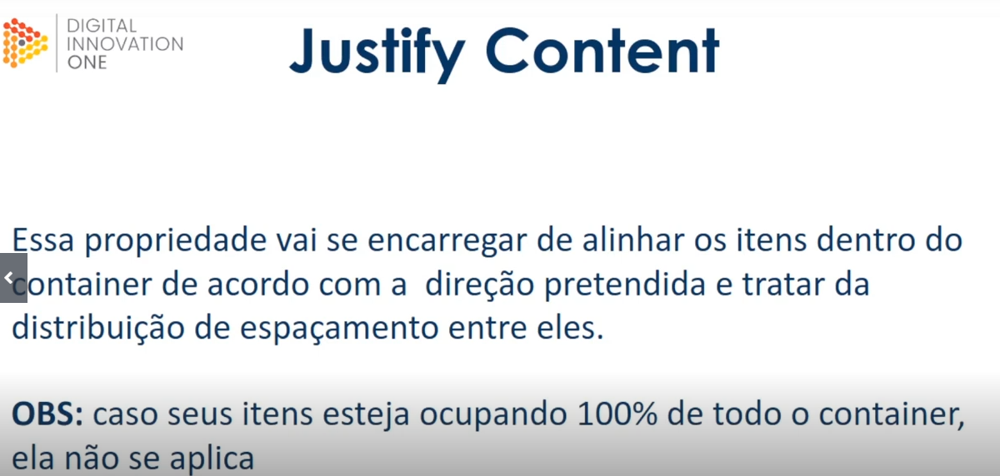 DIGITAL
INNOVATION
ONE
Justify Content
Essa propriedade vai se encarregar de alinhar os itens dentro do
container de acordo com a direção pretendida e tratar da
distribuição de espaçamento entre eles.
OBS: caso seus itens esteja ocupando 100% de todo o container,
ela não se aplica